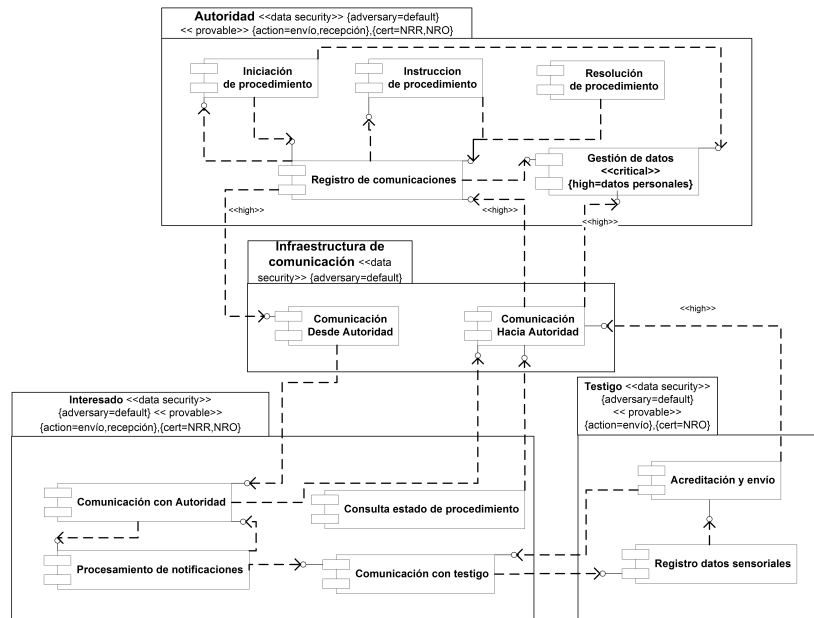 Autoridad <<data security>> {adversary=default}
<< provable>> {action=envío,recepción},{cert=NRR,NRO}
Iniciación
de procedimiento
Instruccion
de procedimiento
Resolución
de procedimiento
Registro de comunicaciones
Gestión de datos
<<critical>>
{high=datos personales}
<<high>>
<<high>>
<<high>>
Infraestructura de
comunicación <<data
security>> {adversary=default}
Comunicación
Desde Autoridad
Comunicación
Hacia Autoridad
<<high>>
Interesado <<data security>>
{adversary=default} << provable>>
{action=envío,recepción},{cert=NRR,NRO}
Testigo <<data security>>
{adversary=default}
<< provable>>
{action=envío},{cert=NRO}
Comunicación con Autoridad
Consulta estado de procedimiento
Acreditación y envío
Procesamiento de notificaciones
Comunicación con testigo
Registro datos sensoriales